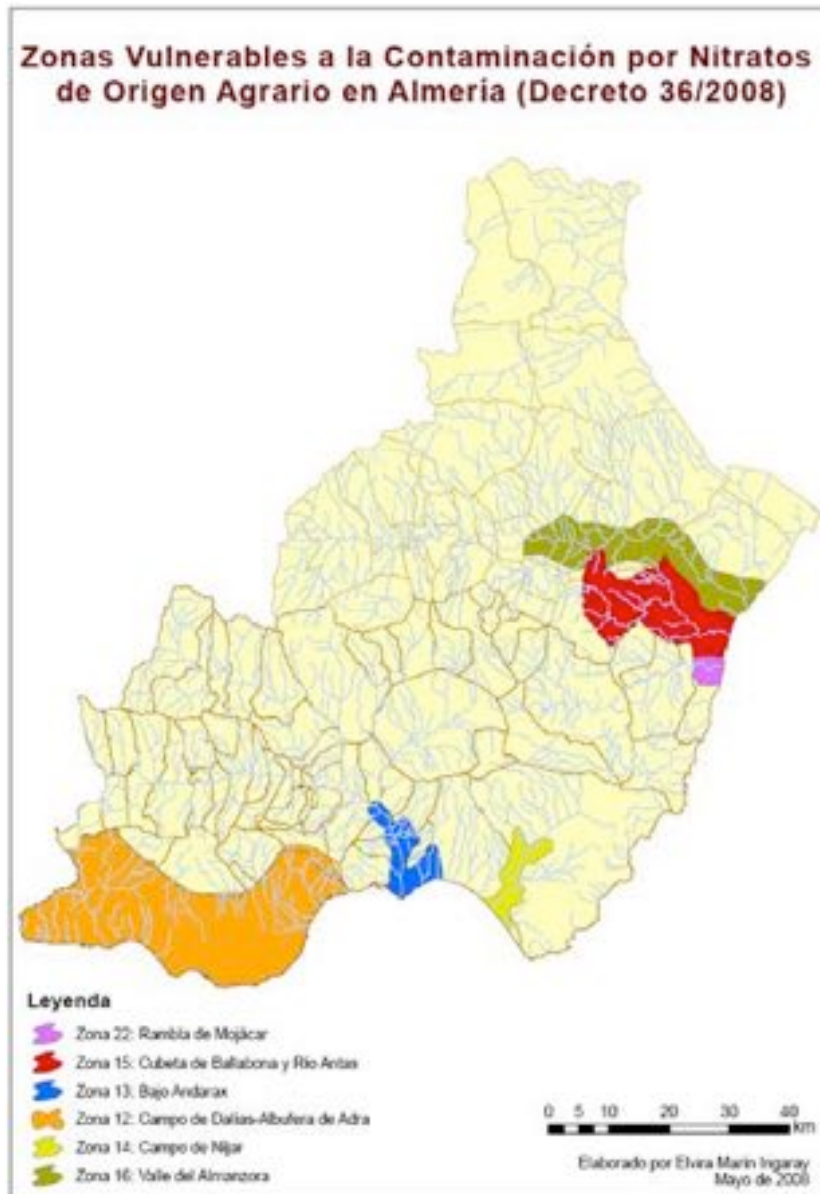 Zonas Vulnerables a la Contaminación por Nitratos
de Origen Agrario en Almería (Decreto 36/2008)
Leyenda
Zona 22: Rambla de Mojácar
Zona 15: Cubeta de Ballabona y Río Antas
Zona 13: Bajo Andarax
Zona 12: Campo de Dalías-Albufera de Adra
Zona 14: Campo de Níjar
Zona 16: Valle del Almanzora
0 5 10 20 30 40
km
Elaborado por Elvira Marín Ingaray
Mayo de 2008